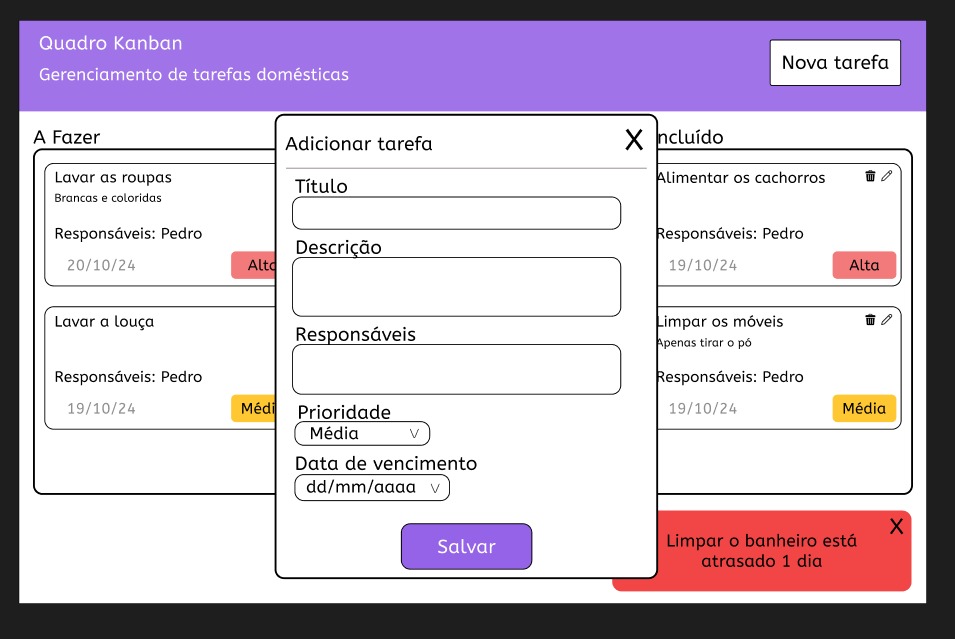 Quadro Kanban
Gerenciamento de tarefas domésticas
Nova tarefa
A Fazer
Lavar as roupas
Brancas e coloridas
Responsáveis: Pedro
20/10/24
Alta
Lavar a louça
Responsáveis: Pedro
19/10/24
Médi
Adicionar tarefa
X
Título
Descrição
Responsáveis
Prioridade
Média V
Data de vencimento
dd/mm/aaaa V
Salvar
ncluído
Alimentar os cachorros
Responsáveis: Pedro
19/10/24
Alta
Limpar os móveis
Apenas tirar o pó
Responsáveis: Pedro
19/10/24
Média
X
Limpar o banheiro está
atrasado 1 dia